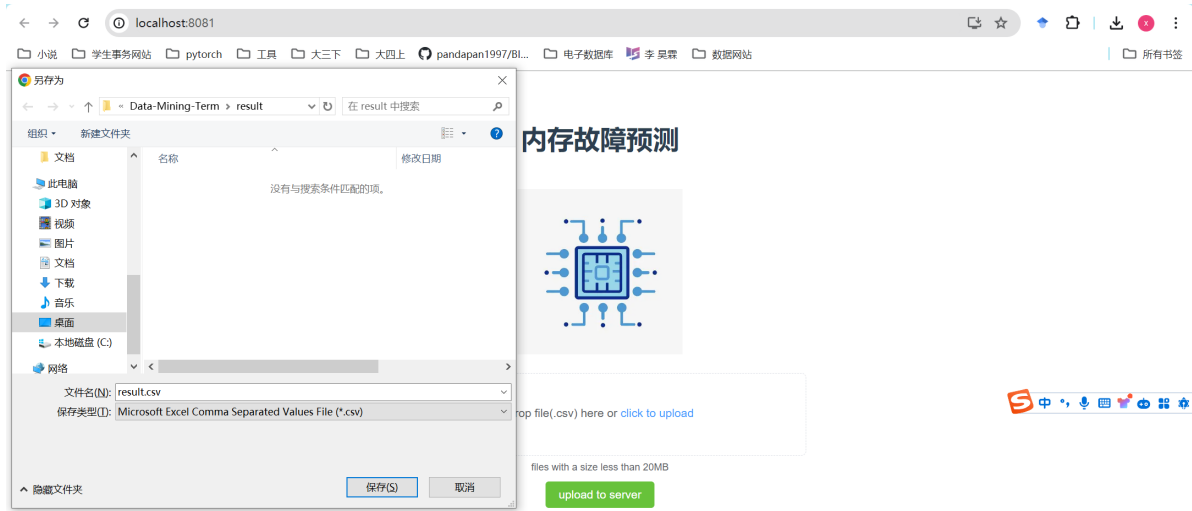 localhost:8081
小说 学生事务网站 pytorch 工具 大三下 大四上 pandapan1997/BI... 电子数据库 李 昊霖 数据网站 所有书签
另存为
« Data-Mining-Term › result 在 result 中搜索
组织 新建文件夹
名称 修改日期
没有与搜索条件匹配的项。
文档
此电脑
3D 对象
视频
图片
文档
下载
音乐
桌面
本地磁盘 (C:)
网络
文件名(N): result.csv
保存类型(T): Microsoft Excel Comma Separated Values File (*.csv)
隐藏文件夹 保存(S) 取消
内存故障预测
rop file(.csv) here or click to upload
files with a size less than 20MB
upload to server
中